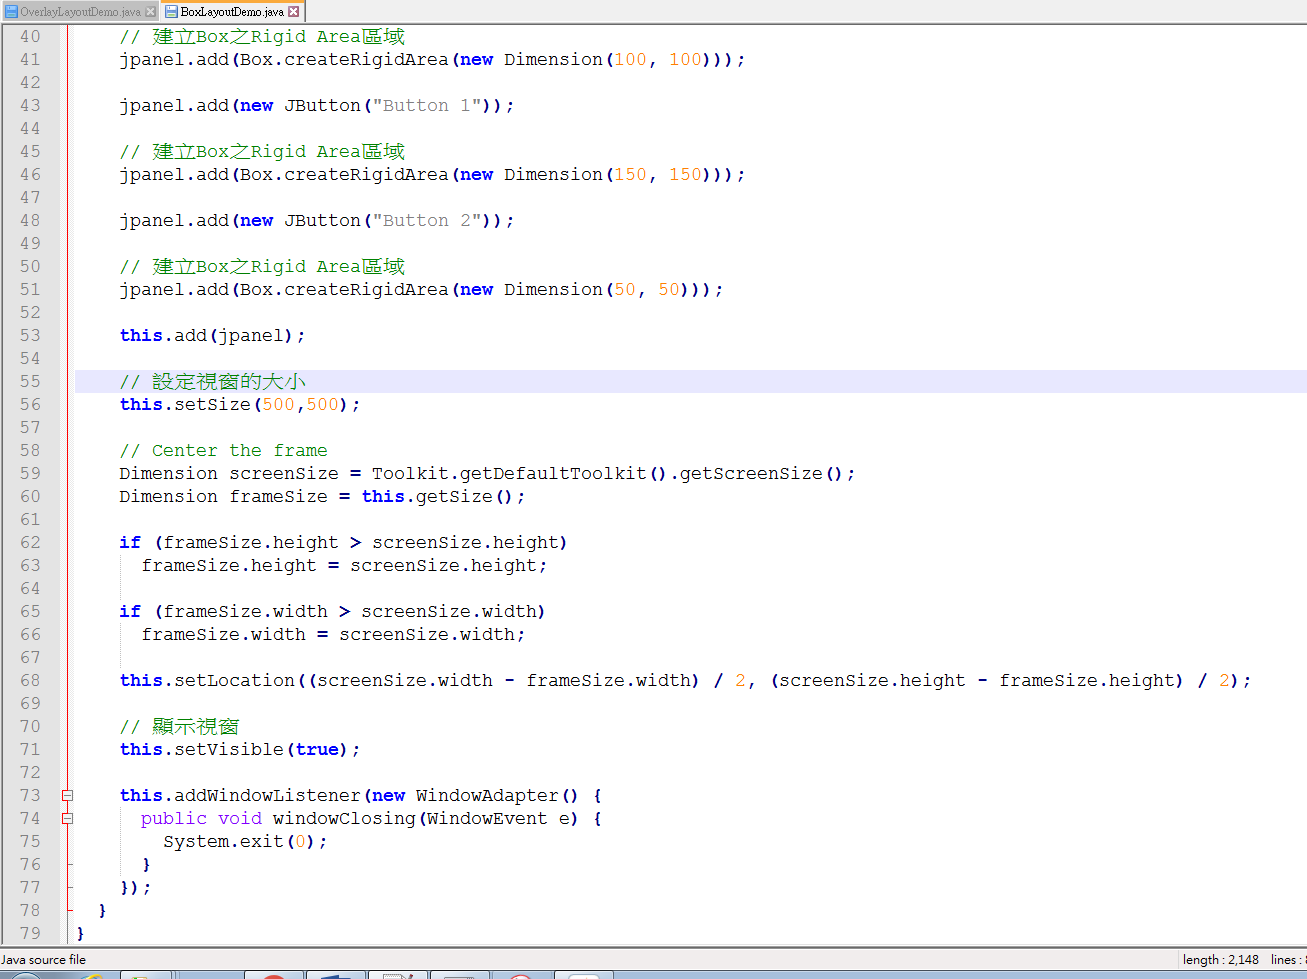 OverlayLayoutDemo.java BoxLayoutDemo.java
40 // 建立Box之Rigid Area區域
41 jpanel.add(Box.createRigidArea(new Dimension(100, 100)));
42
43 jpanel.add(new JButton("Button 1"));
44
45 // 建立Box之Rigid Area區域
46 jpanel.add(Box.createRigidArea(new Dimension(150, 150)));
47
48 jpanel.add(new JButton("Button 2"));
49
50 // 建立Box之Rigid Area區域
51 jpanel.add(Box.createRigidArea(new Dimension(50, 50)));
52
53 this.add(jpanel);
54
55 // 設定視窗的大小
56 this.setSize(500,500);
57
58 // Center the frame
59 Dimension screenSize = Toolkit.getDefaultToolkit().getScreenSize();
60 Dimension frameSize = this.getSize();
61
62 if (frameSize.height > screenSize.height)
63 frameSize.height = screenSize.height;
64
65 if (frameSize.width > screenSize.width)
66 frameSize.width = screenSize.width;
67
68 this.setLocation((screenSize.width - frameSize.width) / 2, (screenSize.height - frameSize.height) / 2);
69
70 // 顯示視窗
71 this.setVisible(true);
72
73 this.addWindowListener(new WindowAdapter() {
74 public void windowClosing(WindowEvent e) {
75 System.exit(0);
76 }
77 });
78 }
79 }
Java source file length : 2,148 lines :